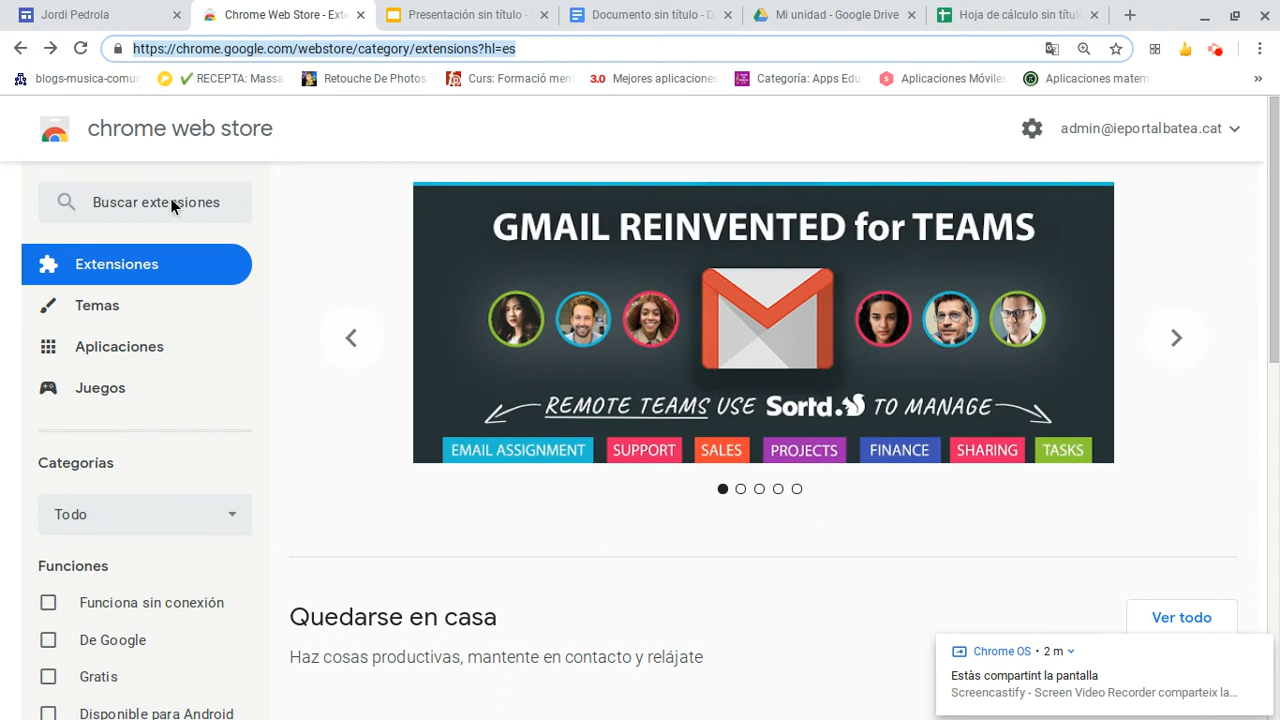 Jordi Pedrola
Chrome Web Store - Exte
Presentación sin título -
Documento sin título - D
Mi unidad - Google Drive
Hoja de cálculo sin títul
https://chrome.google.com/webstore/category/extensions?hl=es
blogs-musica-comun
✔ RECEPTA: Massa
Retouche De Photos
Curs: Formació men
3.0 Mejores aplicacione
Categoría: Apps Edu
Aplicaciones Móviles
Aplicaciones matem
»
chrome web store
admin@ieportalbatea.cat
Buscar extensiones
Extensiones
Temas
Aplicaciones
Juegos
Categorías
Todo
Funciones
Funciona sin conexión
De Google
Gratis
Disponible para Android
GMAIL REINVENTED for TEAMS
REMOTE TEAMS USE Sortd. TO MANAGE
EMAIL ASSIGNMENT SUPPORT SALES PROJECTS FINANCE SHARING TASKS
Quedarse en casa
Ver todo
Haz cosas productivas, mantente en contacto y relájate
Chrome OS • 2 m
Estàs compartint la pantalla
Screencastify - Screen Video Recorder comparteix la...